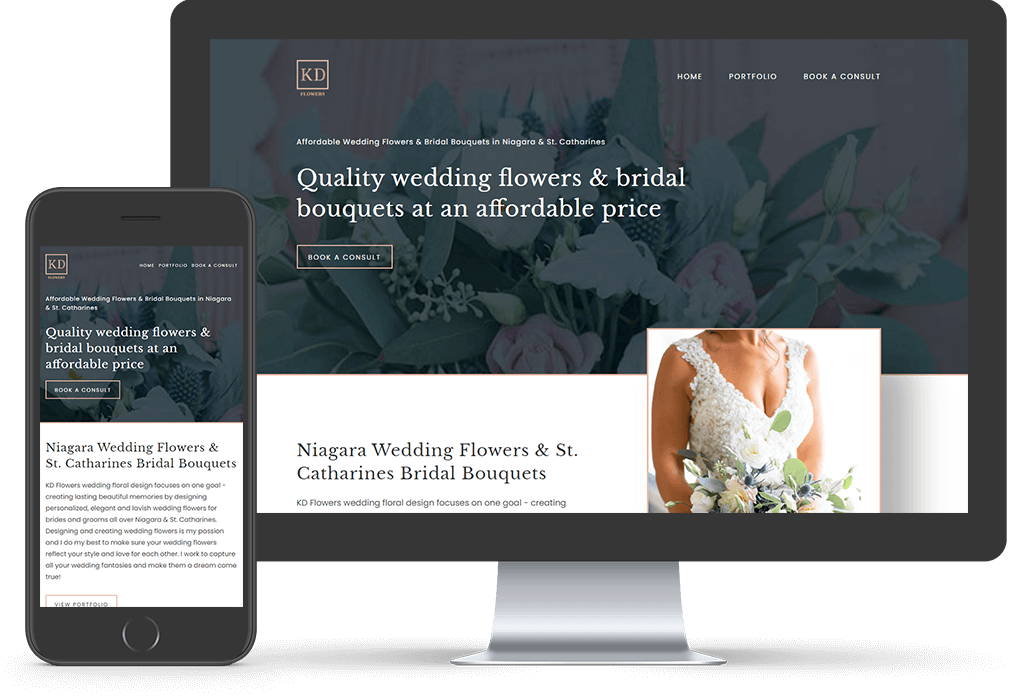 KD
FLOWERS
HOME PORTFOLIO BOOK A CONSULT
Affordable Wedding Flowers & Bridal Bouquets in Niagara & St. Catharines
Quality wedding flowers & bridal
bouquets at an affordable price
BOOK A CONSULT
Niagara Wedding Flowers & St.
Catharines Bridal Bouquets
KD Flowers wedding floral design focuses on one goal - creating
KD
FLOWERS
HOME PORTFOLIO BOOK A CONSULT
Affordable Wedding Flowers & Bridal Bouquets in Niagara
& St. Catharines
Quality wedding flowers &
bridal bouquets at an
affordable price
BOOK A CONSULT
Niagara Wedding Flowers &
St. Catharines Bridal Bouquets
KD Flowers wedding floral design focuses on one goal -
creating lasting beautiful memories by designing
personalized, elegant and lavish wedding flowers for
brides and grooms all over Niagara & St. Catharines.
Designing and creating wedding flowers is my passion
and I do my best to make sure your wedding flowers
reflect your style and love for each other. I work to capture
all your wedding fantasies and make them a dream come
true!
VIEW PORTFOLIO